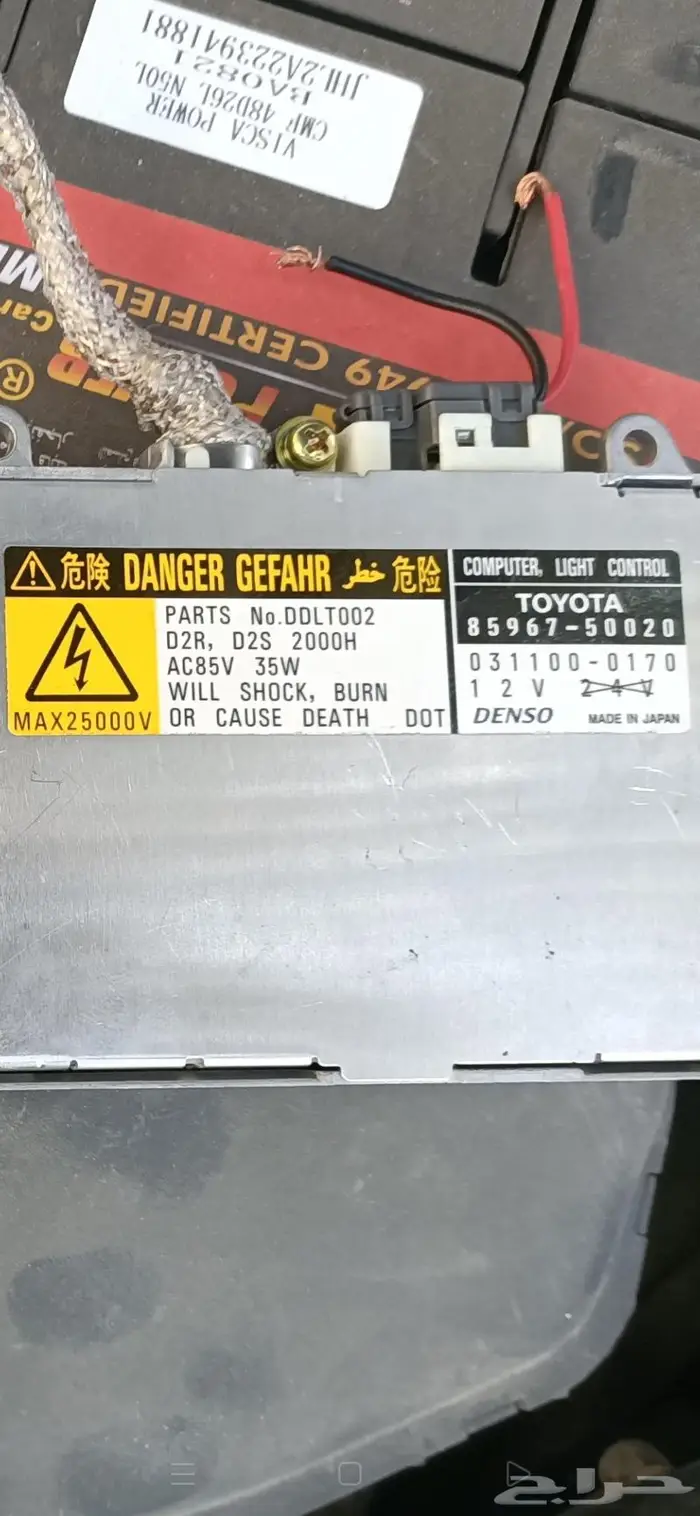 VISCA POWER
CMF 48D26L N50L
BA0821
JHL2A223941881
949 CERTIFIED
⚠ 危険 DANGER GEFAHR خطر 危险
MAX25000V
PARTS No.DDLT002
D2R, D2S 2000H
AC85V 35W
WILL SHOCK, BURN
OR CAUSE DEATH DOT
COMPUTER, LIGHT CONTROL
TOYOTA
85967-50020
031100-0170
12V 24V
DENSO MADE IN JAPAN
حراج